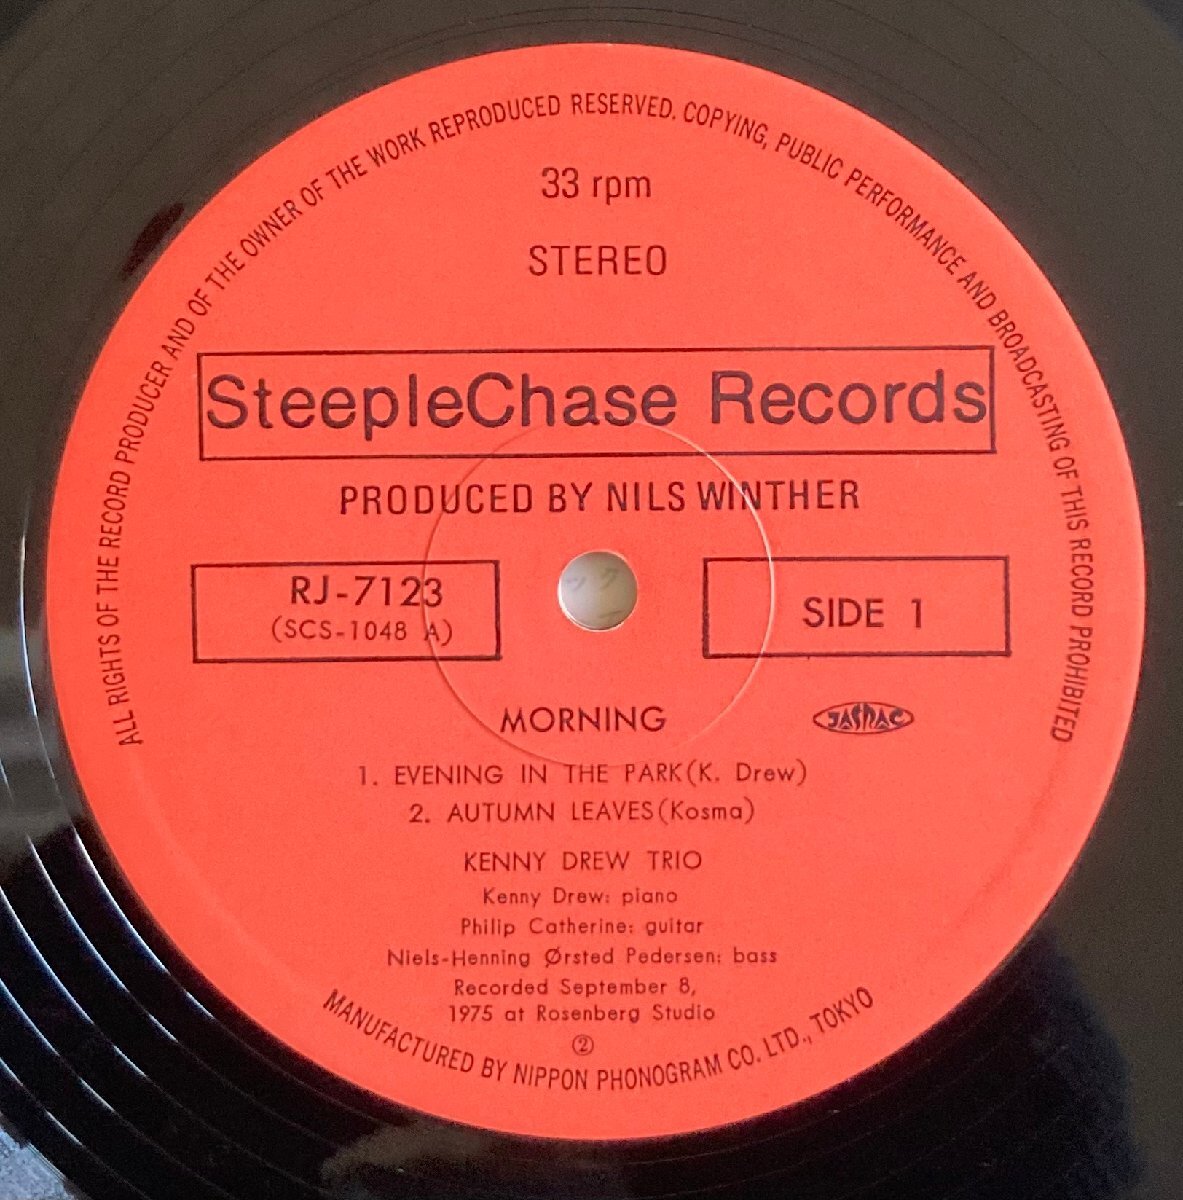 ALL RIGHTS OF THE RECORD PRODUCER AND OF THE OWNER OF THE WORK REPRODUCED RESERVED. COPYING, PUBLIC PERFORMANCE AND BROADCASTING OF THIS RECORD PROHIBITED
33 rpm
STEREO
SteepleChase Records
PRODUCED BY NILS WINTHER
RJ-7123
(SCS-1048 A)
SIDE 1
MORNING
JASRAC
1. EVENING IN THE PARK(K. Drew)
2. AUTUMN LEAVES(Kosma)
KENNY DREW TRIO
Kenny Drew: piano
Philip Catherine: guitar
Niels-Henning Ørsted Pedersen: bass
Recorded September 8,
1975 at Rosenberg Studio
②
MANUFACTURED BY NIPPON PHONOGRAM CO. LTD., TOKYO